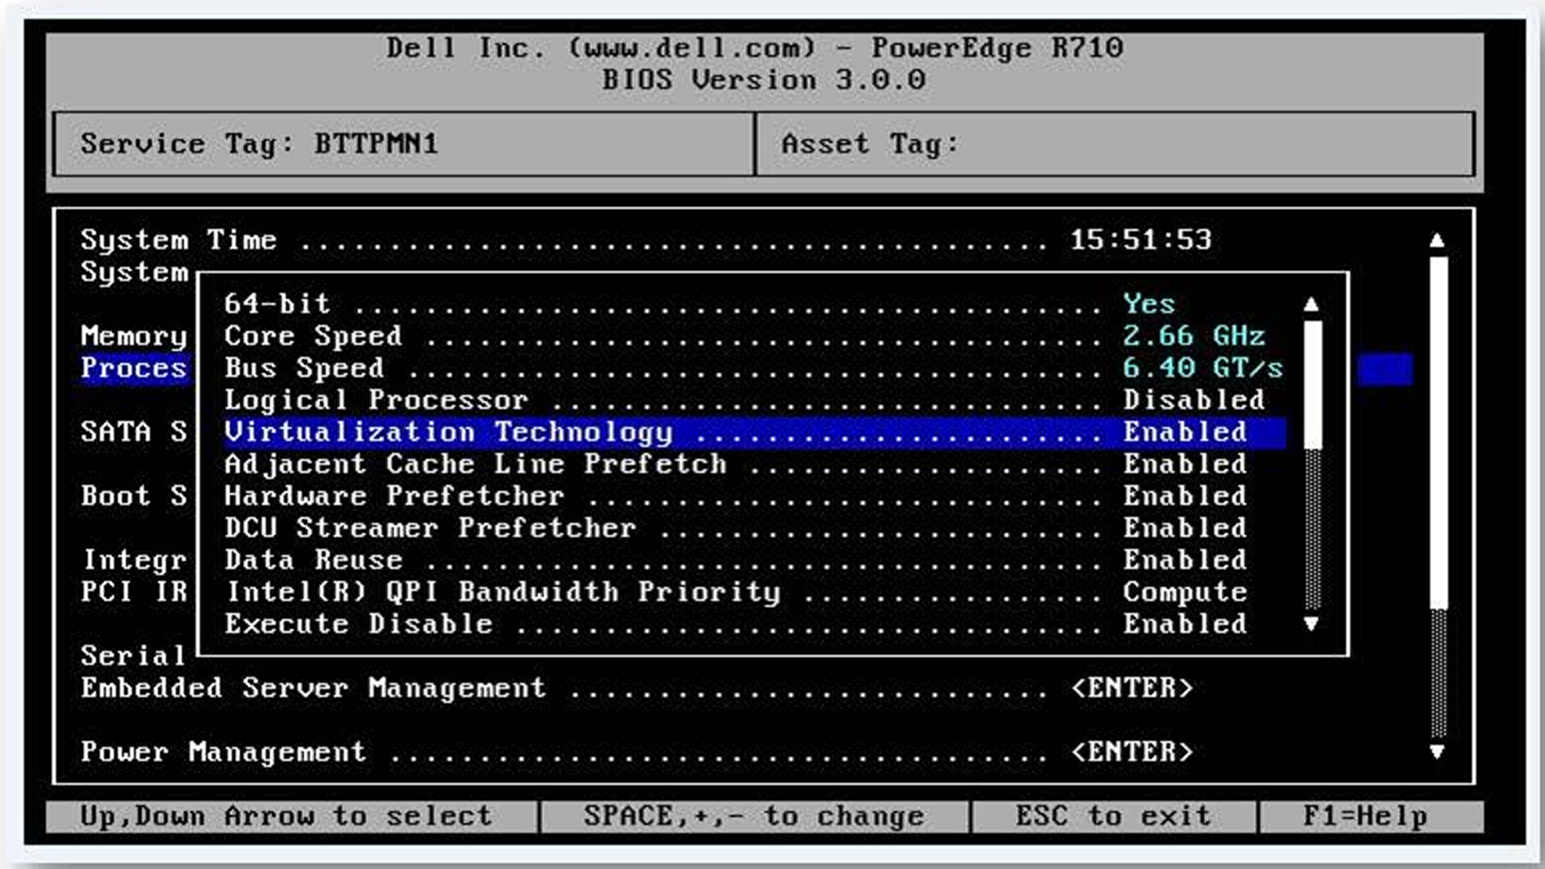 Dell Inc. (www.dell.com) - PowerEdge R710
BIOS Version 3.0.0
Service Tag: BTTPMN1
Asset Tag:
System Time .......................................... 15:51:53
System
64-bit .......................................... Yes
Memory
Core Speed ...................................... 2.66 GHz
Proces
Bus Speed ....................................... 6.40 GT/s
Logical Processor ............................... Disabled
SATA S
Virtualization Technology ....................... Enabled
Adjacent Cache Line Prefetch .................... Enabled
Boot S
Hardware Prefetcher ............................. Enabled
DCU Streamer Prefetcher ......................... Enabled
Integr
Data Reuse ...................................... Enabled
PCI IR
Intel(R) QPI Bandwidth Priority ................. Compute
Execute Disable ................................. Enabled
Serial
Embedded Server Management ........................... <ENTER>
Power Management ..................................... <ENTER>
Up,Down Arrow to select
SPACE,+,- to change
ESC to exit
F1=Help